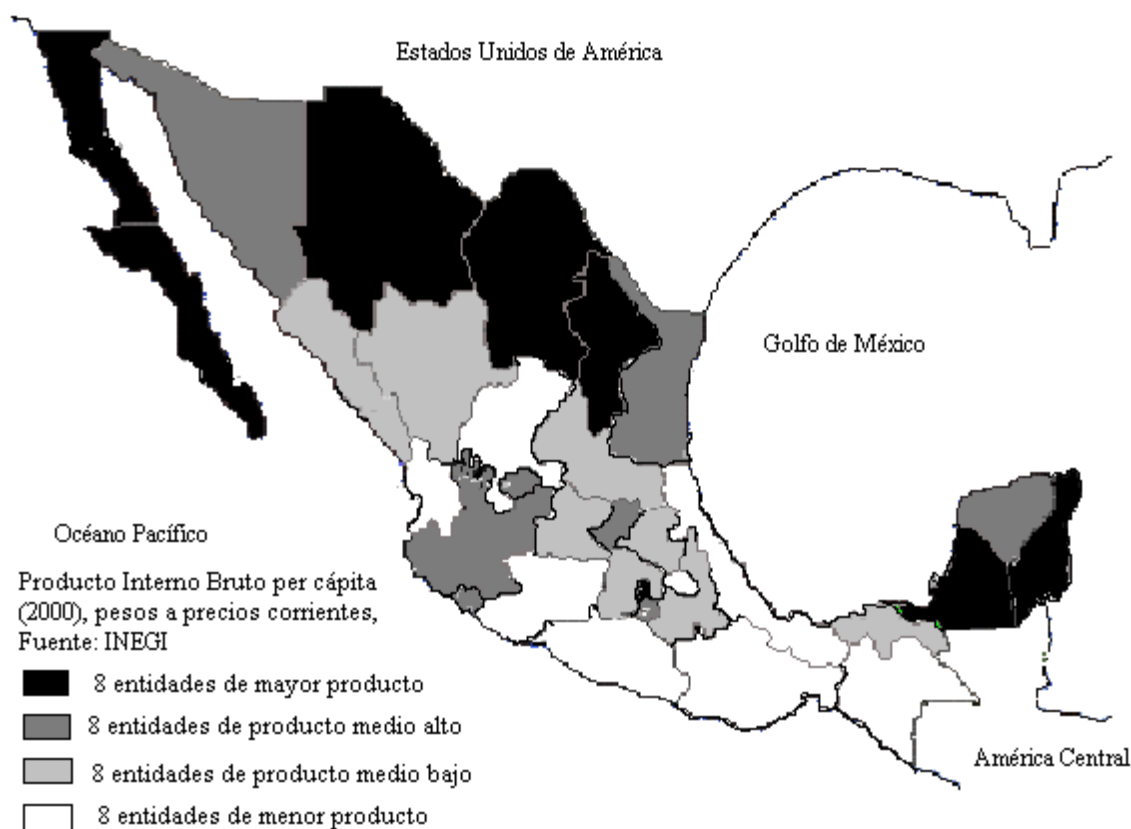 Estados Unidos de América
Golfo de México
Océano Pacífico
Producto Interno Bruto per cápita
(2000), pesos a precios corrientes,
Fuente: INEGI
8 entidades de mayor producto
8 entidades de producto medio alto
8 entidades de producto medio bajo
8 entidades de menor producto
América Central